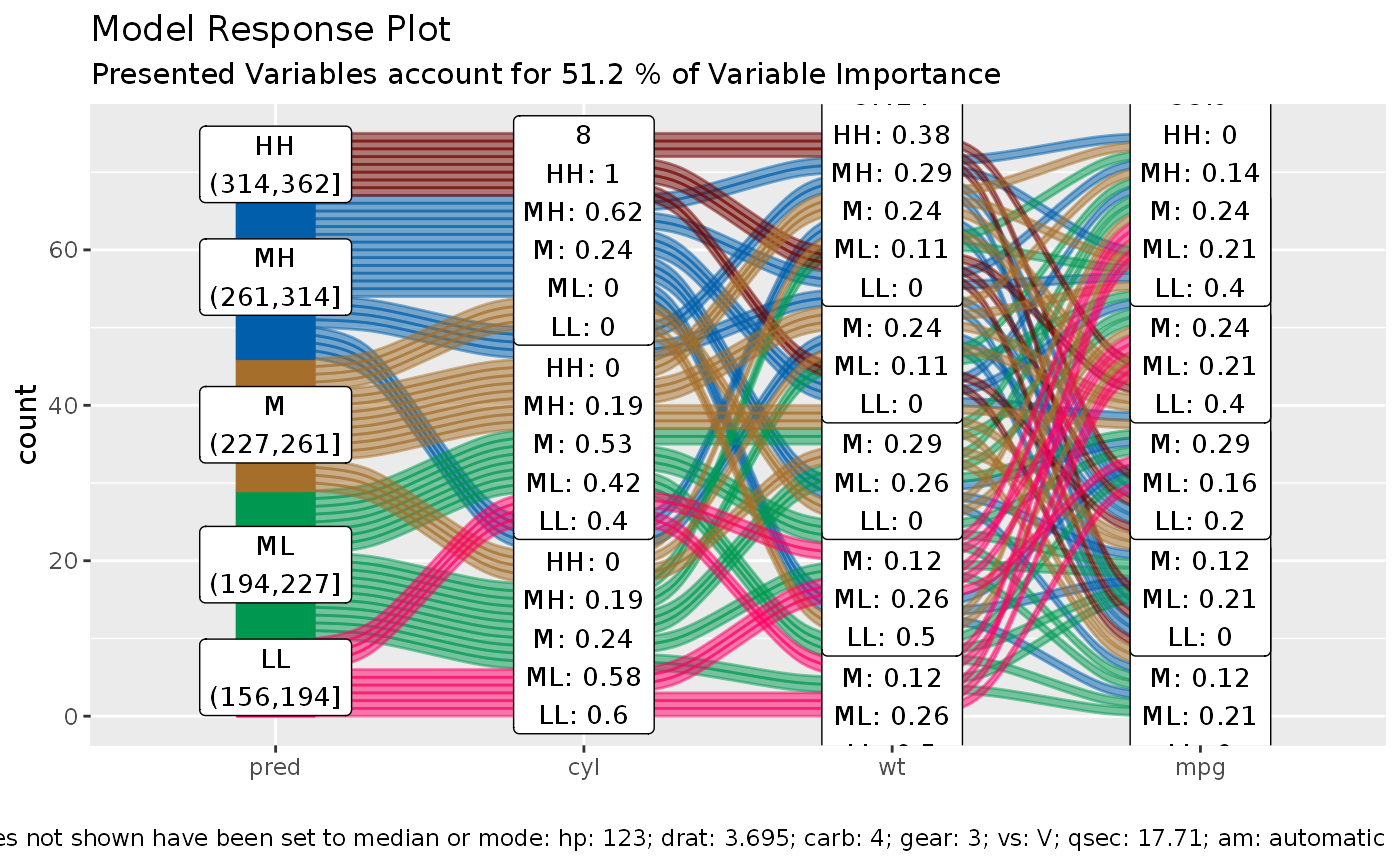 Model Response Plot
Presented Variables account for 51.2 % of Variable Importance
count
60
40
20
0
HH
(314,362]
MH
(261,314]
M
(227,261]
ML
(194,227]
LL
(156,194]
8
HH: 1
MH: 0.62
M: 0.24
ML: 0
LL: 0
HH: 0
MH: 0.19
M: 0.53
ML: 0.42
LL: 0.4
HH: 0
MH: 0.19
M: 0.24
ML: 0.58
LL: 0.6
HH: 0.38
MH: 0.29
M: 0.24
ML: 0.11
LL: 0
M: 0.24
ML: 0.11
LL: 0
M: 0.29
ML: 0.26
LL: 0
M: 0.12
ML: 0.26
LL: 0.5
M: 0.12
ML: 0.26
HH: 0
MH: 0.14
M: 0.24
ML: 0.21
LL: 0.4
M: 0.24
ML: 0.21
LL: 0.4
M: 0.29
ML: 0.16
LL: 0.2
M: 0.12
ML: 0.21
LL: 0
M: 0.12
ML: 0.21
pred
cyl
wt
mpg
not shown have been set to median or mode: hp: 123; drat: 3.695; carb: 4; gear: 3; vs: V; qsec: 17.71; am: automatic